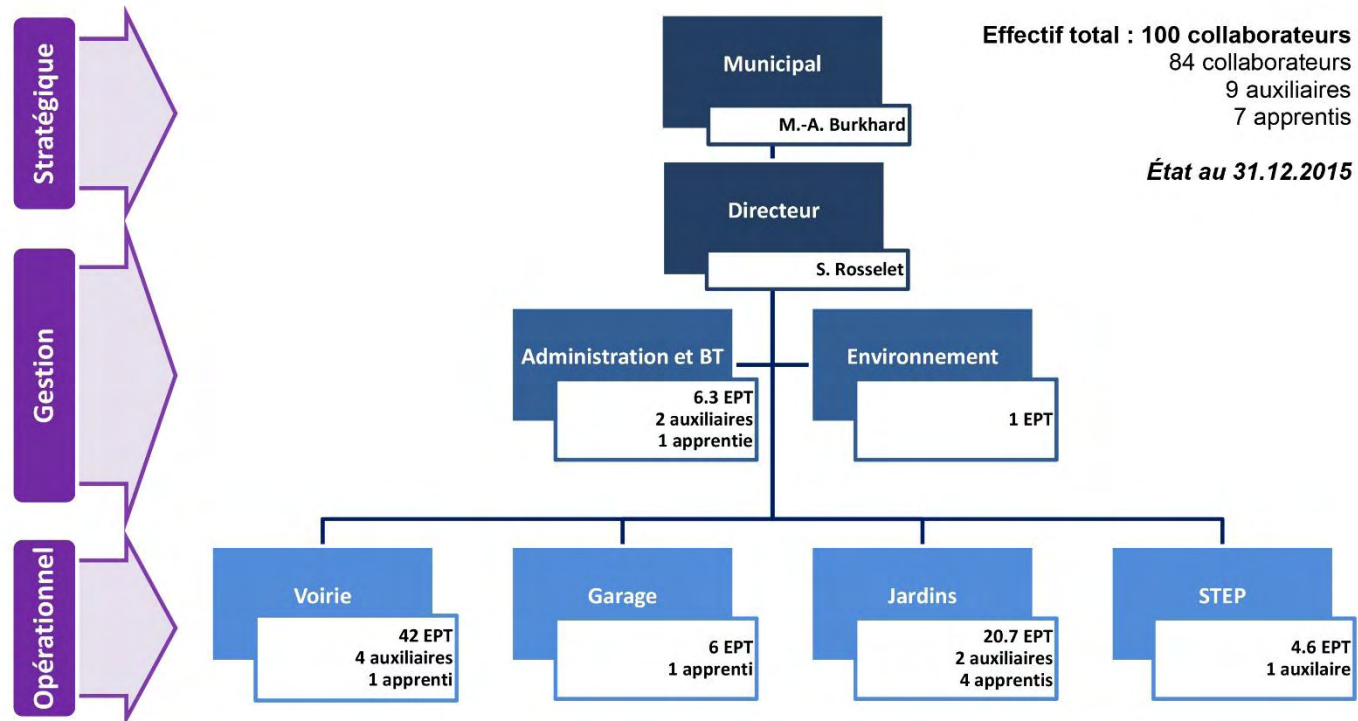 Stratégique
Gestion
Opérationnel
Effectif total : 100 collaborateurs
84 collaborateurs
9 auxiliaires
7 apprentis
État au 31.12.2015
Municipal
M.-A. Burkhard
Directeur
S. Rosselet
Administration et BT
6.3 EPT
2 auxiliaires
1 apprentie
Environnement
1 EPT
Voirie
42 EPT
4 auxiliaires
1 apprenti
Garage
6 EPT
1 apprenti
Jardins
20.7 EPT
2 auxiliaires
4 apprentis
STEP
4.6 EPT
1 auxilaire